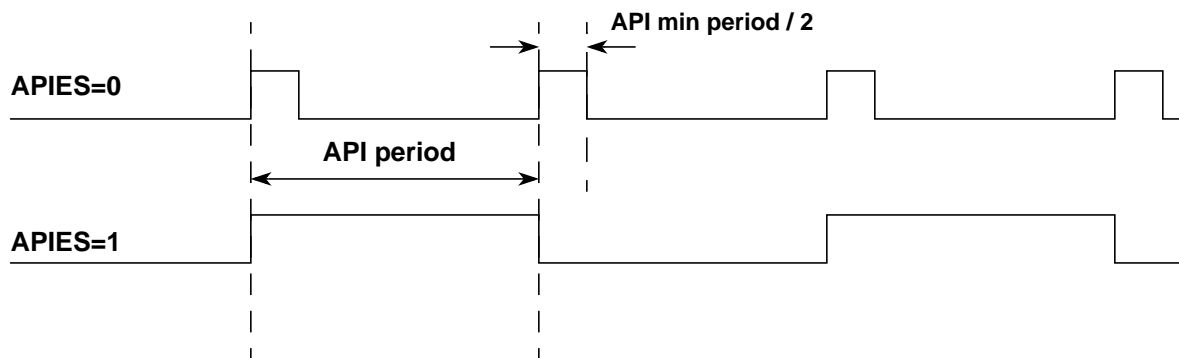 API min period / 2
APIES=0
API period
APIES=1